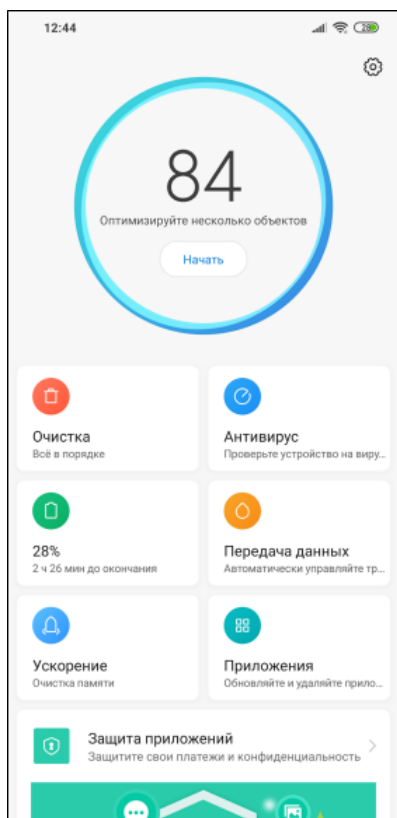 12:44
28
84
Оптимизируйте несколько объектов
Начать
Очистка
Всё в порядке
Антивирус
Проверьте устройство на виру...
28%
2 ч 26 мин до окончания
Передача данных
Автоматически управляйте тр...
Ускорение
Очистка памяти
Приложения
Обновляйте и удаляйте прило...
Защита приложений
Защитите свои платежи и конфиденциальность